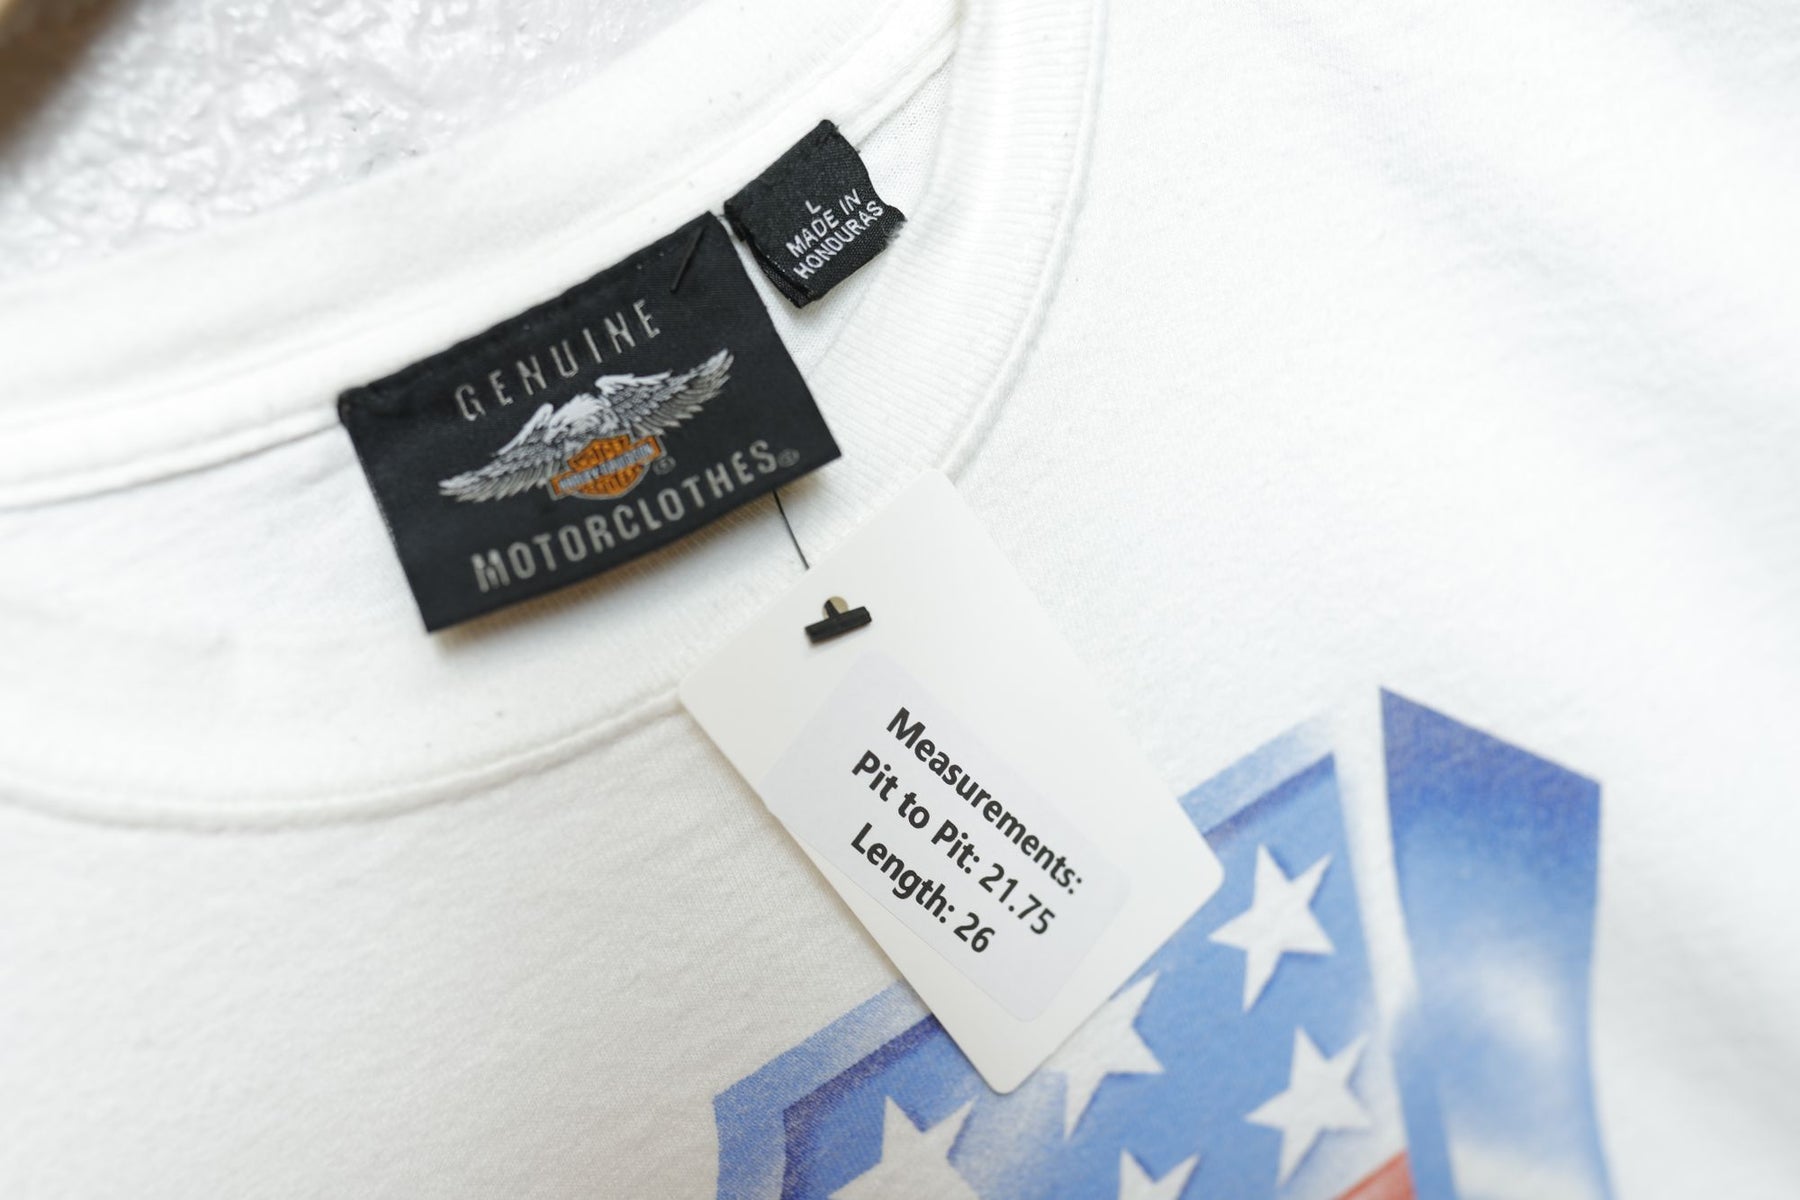 L
MADE IN
HONDURAS
GENUINE
MOTORCLOTHES®
Measurements:
Pit to Pit: 21.75
Length: 26